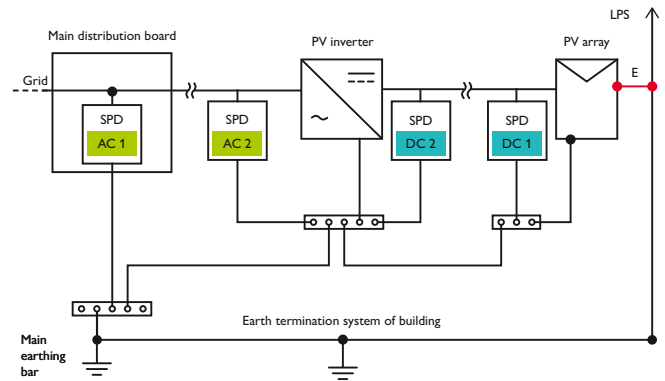 LPS
Main distribution board
PV inverter
PV array
Grid
E
SPD
AC 1
SPD
AC 2
SPD
DC 2
SPD
DC 1
Earth termination system of building
Main
earthing
bar